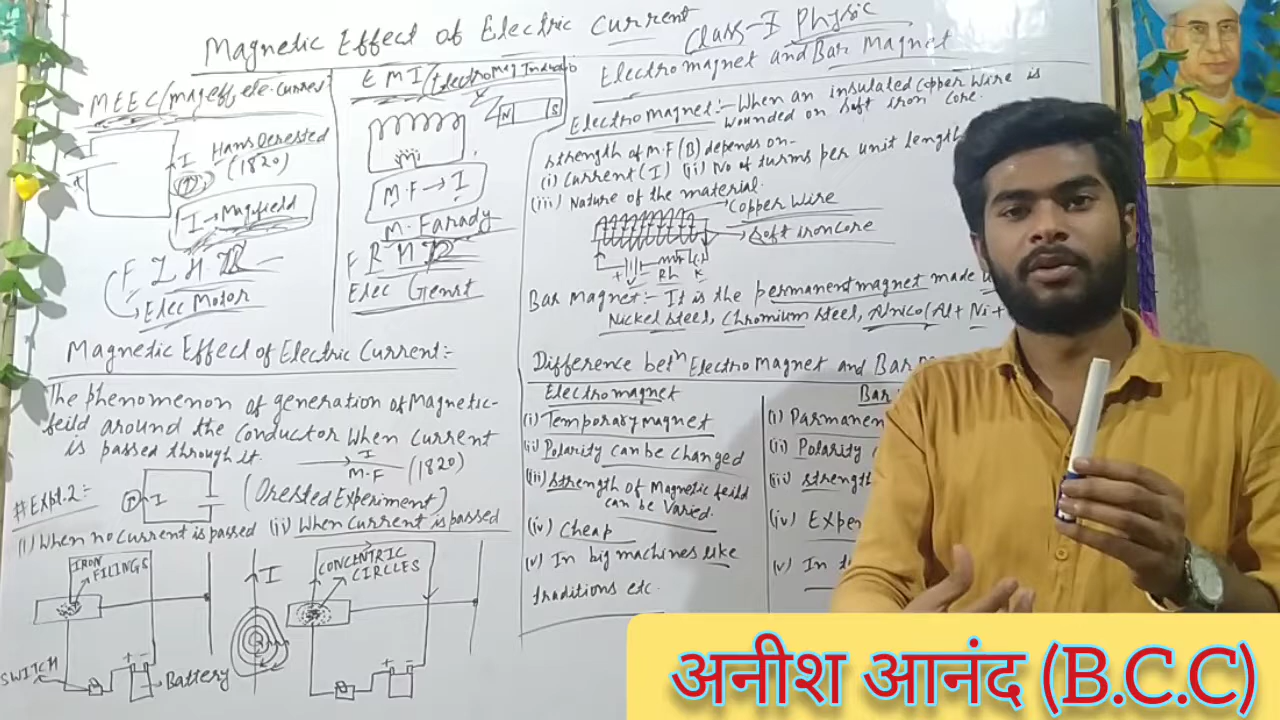 Magnetic Effect of Electric Current
Class-X Physic
MEEC/mag eff ele. current
I Hans Oersted
(1820)
I → Magfield
F L H R
Elec Motor
EMI/Electro Mag Inductio
N S
M.F → I
M. Farady
F R H R
Elec Genrt
Magnetic Effect of Electric Current:-
The phenomenon of generation of Magnetic-
feild around the conductor when current
is passed through it.
I
M.F (1820)
#Expt.2:-
I
(Orested Experiment)
(i) When no current is passed (ii) When current is passed
IRON
FILINGS
SWITCH
+ -
Battery
I
CONCENTRIC
CIRCLES
+ -
Electromagnet and Bar Magnet
Electromagnet:- When an insulated copper wire is
wounded on soft iron core.
strength of M.F(B) depends on-
(i) Current(I) (ii) No of turns per unit length
(iii) Nature of the material.
Copper wire
Soft iron core
+ -
Rh K
Bar Magnet:- It is the permanent magnet made
Nickel steel, Chromium steel, Alnico(Al+Ni+
Difference betn Electro Magnet and Bar
Electromagnet
(i) Temporary magnet
(ii) Polarity can be changed
(iii) strength of Magnetic feild
can be varied.
(iv) Cheap
(v) In big machines like
traditions etc.
Bar
(i) Parmanen
(ii) Polarity
(iii) strength
(iv) Expen
(v) In
अनीश आनंद (B.C.C)